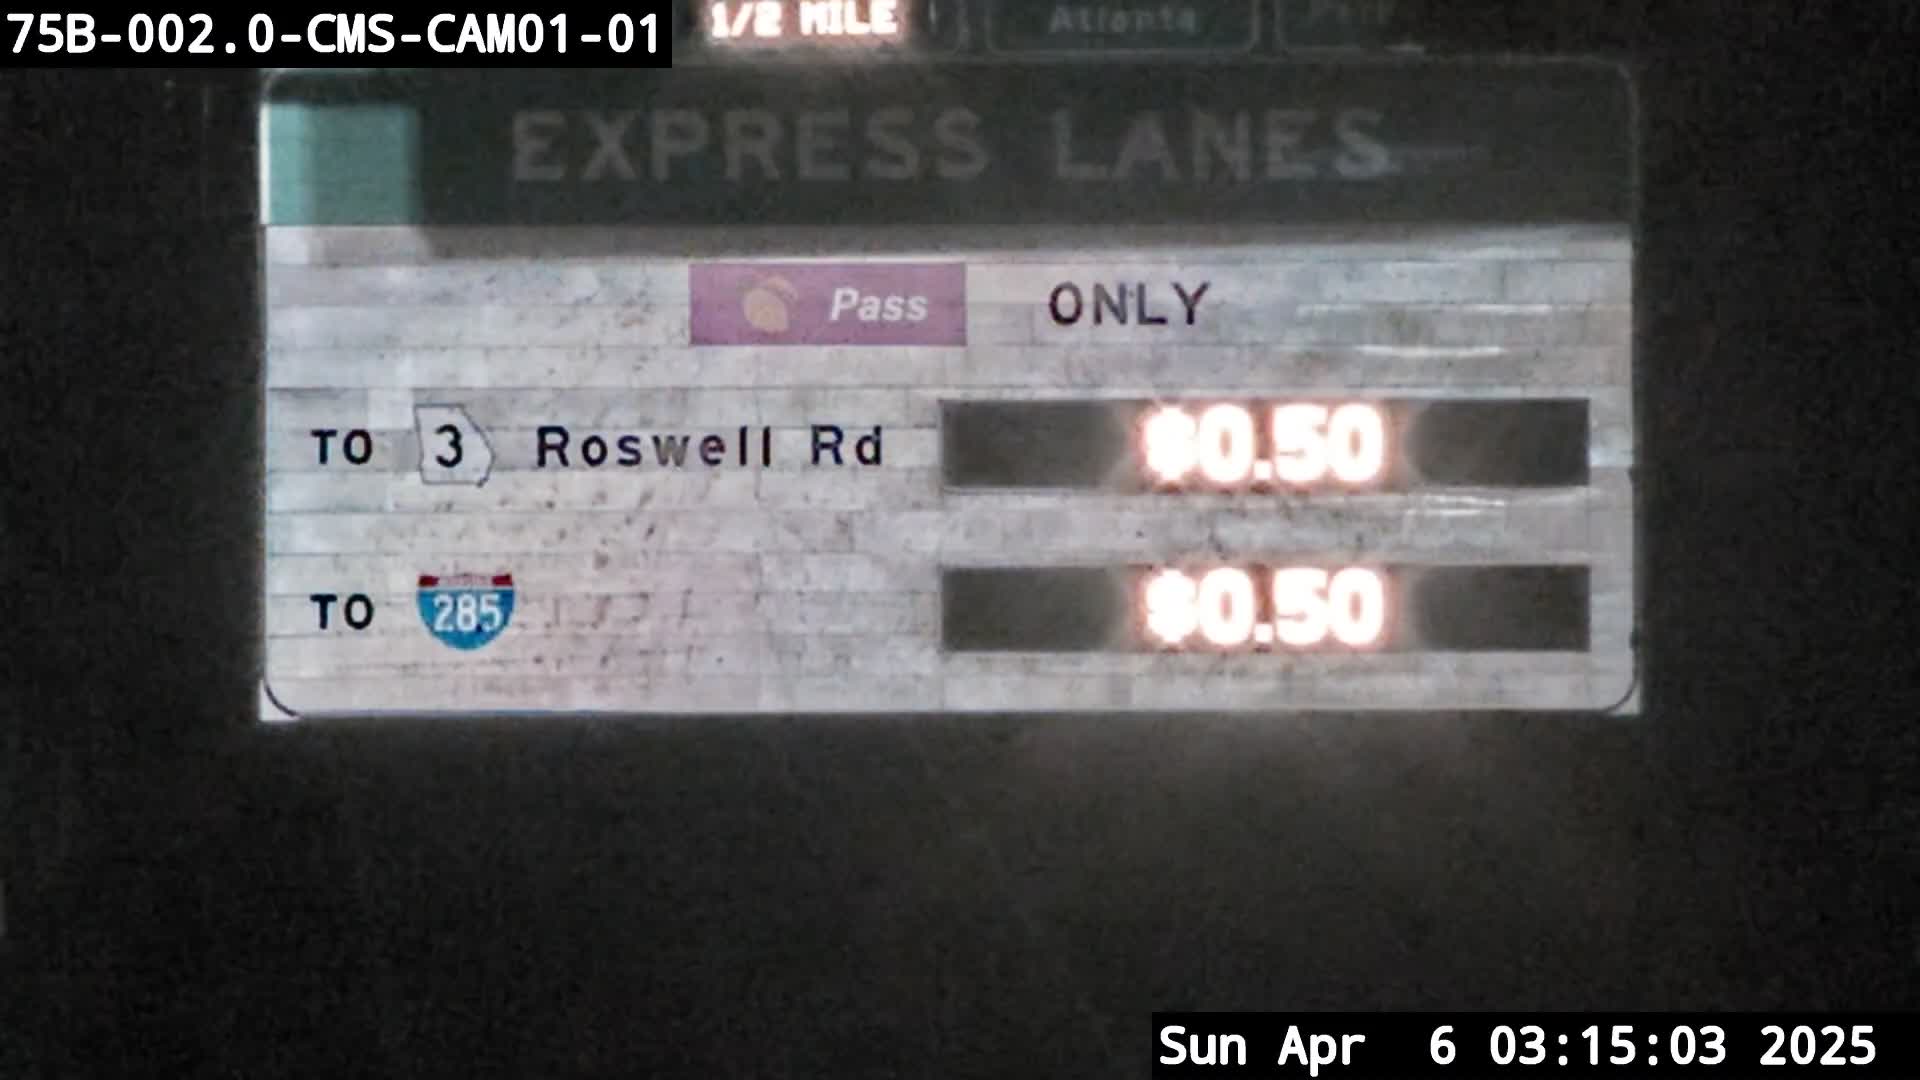 75B-002.0-CMS-CAM01-01
1/2 MILE
Atlanta
EXPRESS LANES
Pass ONLY
TO 3 Roswell Rd $0.50
TO 285 $0.50
Sun Apr 6 03:15:03 2025